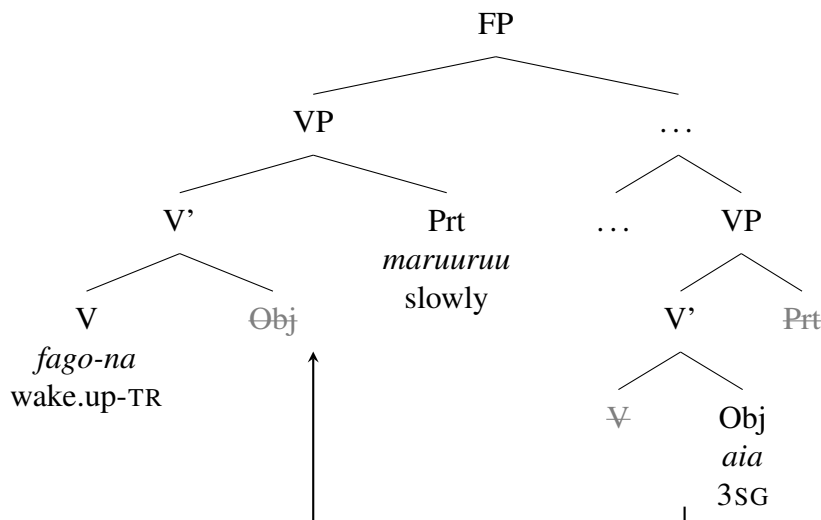 FP
VP …
V’ Prt … VP
maruuruu
slowly
V Obj V’ Prt
fago-na
wake.up-TR
V Obj
aia
3SG